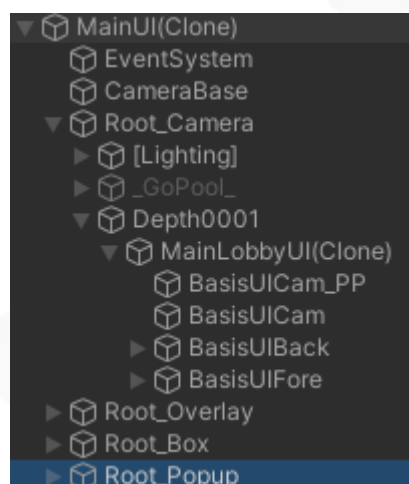 MainUI(Clone)
EventSystem
CameraBase
Root_Camera
[Lighting]
_GoPool_
Depth0001
MainLobbyUI(Clone)
BasisUICam_PP
BasisUICam
BasisUIBack
BasisUIFore
Root_Overlay
Root_Box
Root_Popup